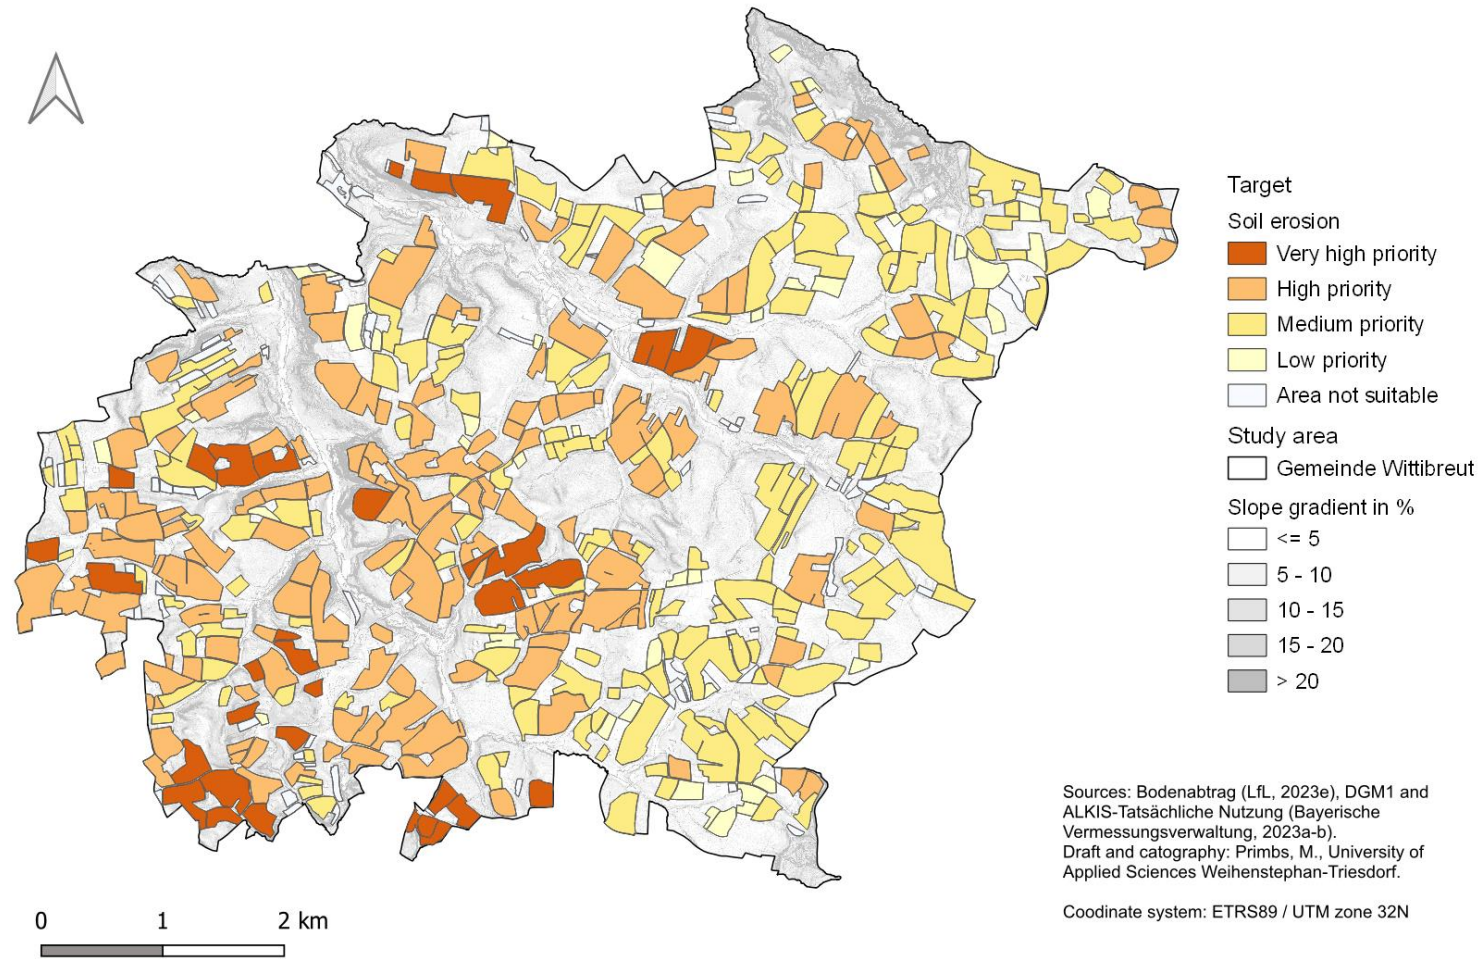 Target
Soil erosion
Very high priority
High priority
Medium priority
Low priority
Area not suitable
Study area
Gemeinde Wittibreut
Slope gradient in %
<= 5
5 - 10
10 - 15
15 - 20
> 20
Sources: Bodenabtrag (LfL, 2023e), DGM1 and
ALKIS-Tatsächliche Nutzung (Bayerische
Vermessungsverwaltung, 2023a-b).
Draft and catography: Primbs, M., University of
Applied Sciences Weihenstephan-Triesdorf.
Coodinate system: ETRS89 / UTM zone 32N
0 1 2 km